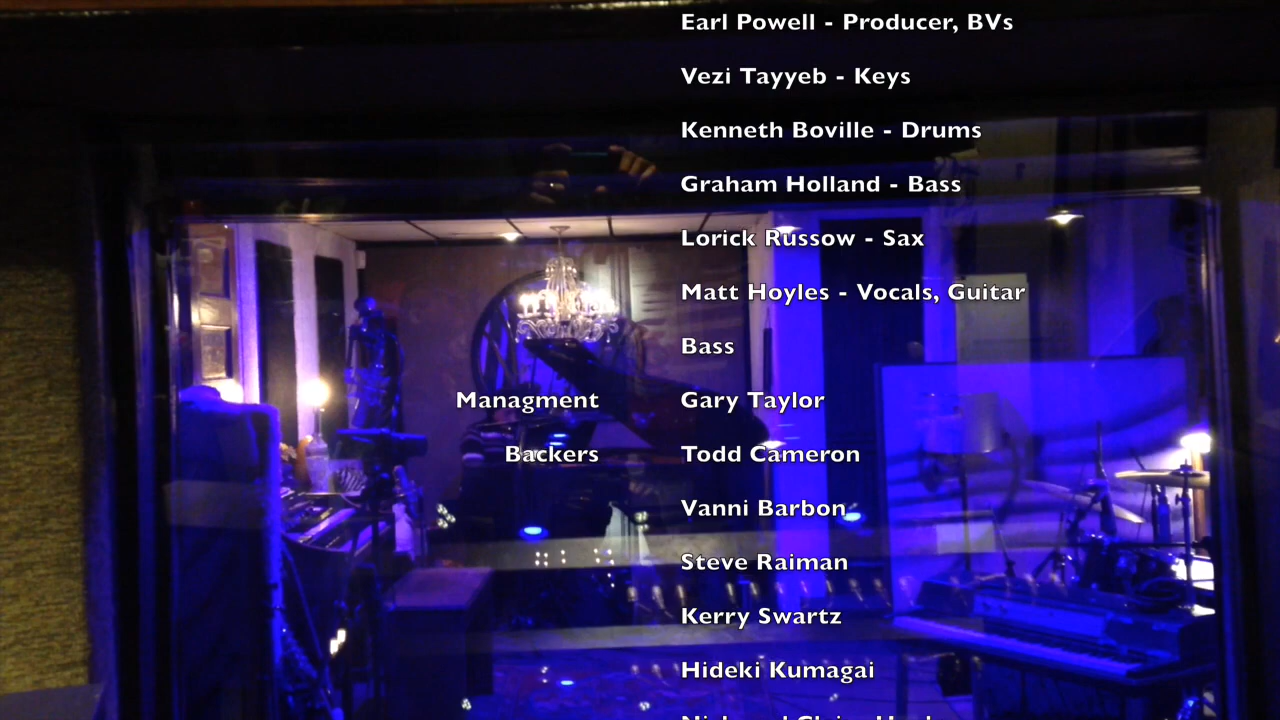 Earl Powell - Producer, BVs
Vezi Tayyeb - Keys
Kenneth Boville - Drums
Graham Holland - Bass
Lorick Russow - Sax
Matt Hoyles - Vocals, Guitar
Bass
Managment Gary Taylor
Backers Todd Cameron
Vanni Barbon
Steve Raiman
Kerry Swartz
Hideki Kumagai